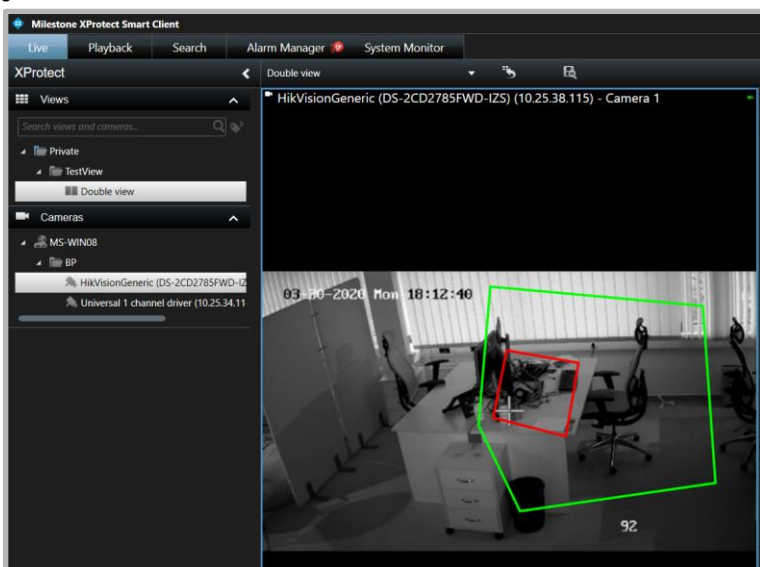 Milestone XProtect Smart Client
Live Playback Search Alarm Manager System Monitor
XProtect
Double view
Views
Search views and cameras...
Private
TestView
Double view
Cameras
MS-WIN08
BP
HikVisionGeneric (DS-2CD2785FWD-IZ
Universal 1 channel driver (10.25.34.11
HikVisionGeneric (DS-2CD2785FWD-IZS) (10.25.38.115) - Camera 1
03-30-2020 Mon 18:12:40
92